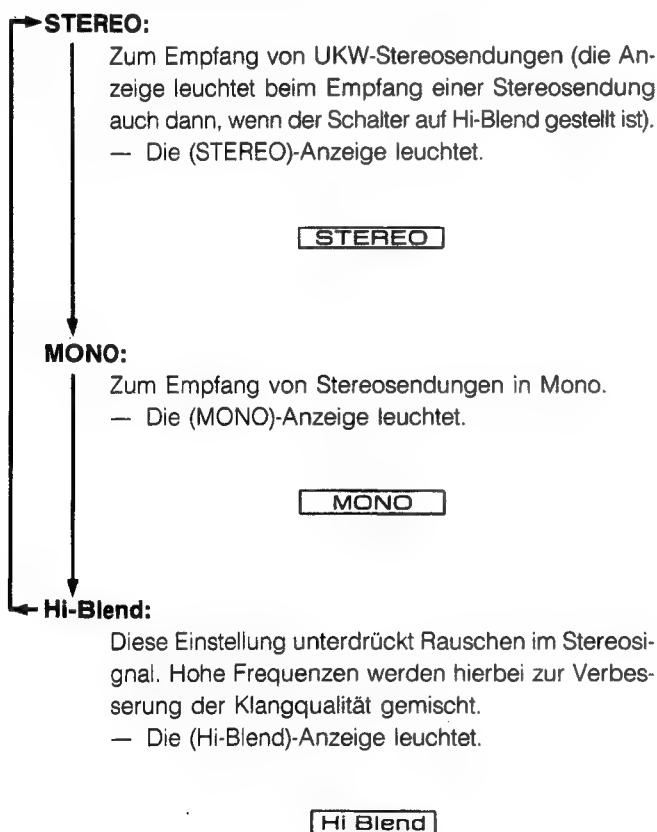 STEREO:
Zum Empfang von UKW-Stereosendungen (die An-
zeige leuchtet beim Empfang einer Stereosendung
auch dann, wenn der Schalter auf Hi-Blend gestellt ist).
— Die (STEREO)-Anzeige leuchtet.
STEREO
MONO:
Zum Empfang von Stereosendungen in Mono.
— Die (MONO)-Anzeige leuchtet.
MONO
Hi-Blend:
Diese Einstellung unterdrückt Rauschen im Stereosi-
gnal. Hohe Frequenzen werden hierbei zur Verbes-
serung der Klangqualität gemischt.
— Die (Hi-Blend)-Anzeige leuchtet.
Hi Blend